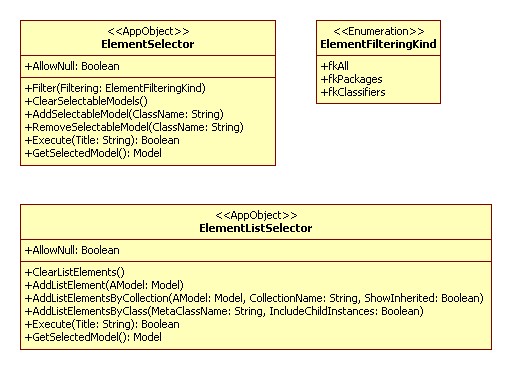 <<AppObject>>
ElementSelector
+AllowNull: Boolean
+Filter(Filtering: ElementFilteringKind)
+ClearSelectableModels()
+AddSelectableModel(ClassName: String)
+RemoveSelectableModel(ClassName: String)
+Execute(Title: String): Boolean
+GetSelectedModel(): Model
<<Enumeration>>
ElementFilteringKind
+fkAll
+fkPackages
+fkClassifiers
<<AppObject>>
ElementListSelector
+AllowNull: Boolean
+ClearListElements()
+AddListElement(AModel: Model)
+AddListElementsByCollection(AModel: Model, CollectionName: String, ShowInherited: Boolean)
+AddListElementsByClass(MetaClassName: String, IncludeChildInstances: Boolean)
+Execute(Title: String): Boolean
+GetSelectedModel(): Model